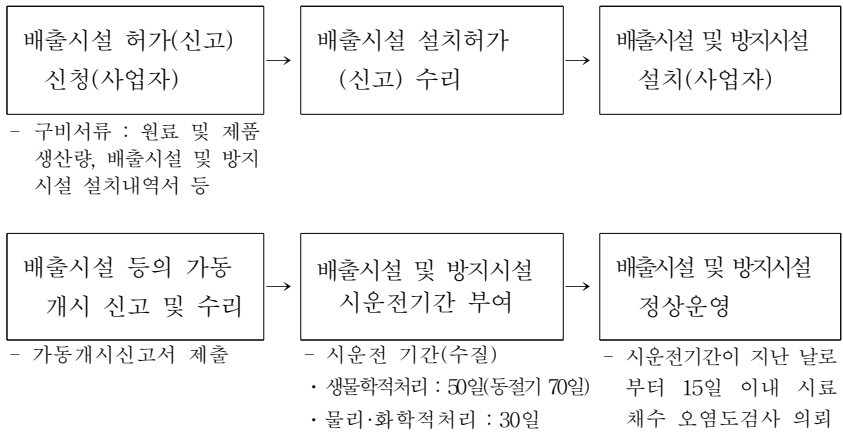 배출시설 허가(신고)
신청(사업자)
→
배출시설 설치허가
(신고) 수리
→
배출시설 및 방지시설
설치(사업자)
- 구비서류 : 원료 및 제품
생산량, 배출시설 및 방지
시설 설치내역서 등
배출시설 등의 가동
개시 신고 및 수리
→
배출시설 및 방지시설
시운전기간 부여
→
배출시설 및 방지시설
정상운영
- 가동개시신고서 제출
- 시운전 기간(수질)
· 생물학적처리 : 50일(동절기 70일)
· 물리·화학적처리 : 30일
- 시운전기간이 지난 날로
부터 15일 이내 시료
채수 오염도검사 의뢰